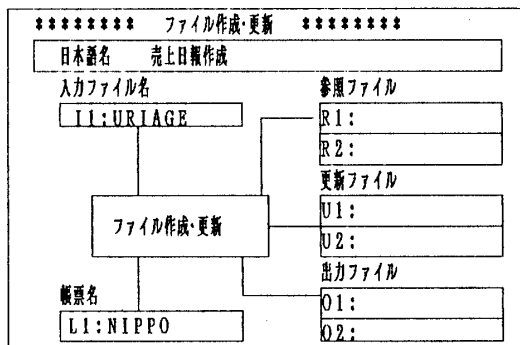 ******** ファイル作成・更新 ********
日本語名 売上日報作成
入力ファイル名
I1:URIAGE
参照ファイル
R1:
R2:
更新ファイル
U1:
U2:
ファイル作成・更新
出力ファイル
O1:
O2:
帳票名
L1:NIPPO